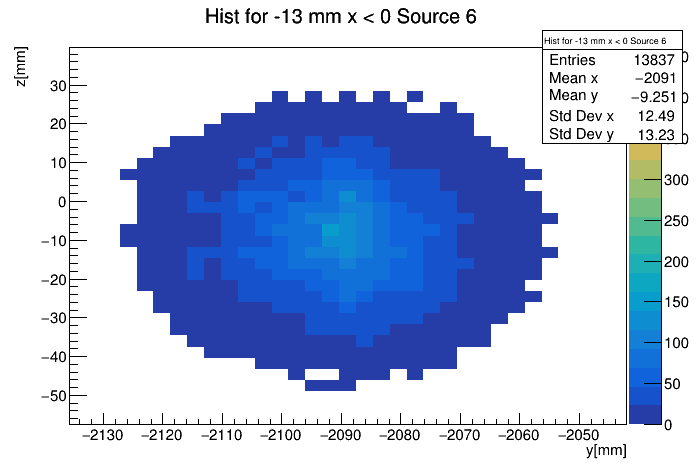 Hist for -13 mm x < 0 Source 6
z[mm]
Hist for -13 mm x < 0 Source 6
Entries 13837
Mean x −2091
Mean y −9.251
Std Dev x 12.49
Std Dev y 13.23
30
20
10
0
−10
−20
−30
−40
−50
−2130 −2120 −2110 −2100 −2090 −2080 −2070 −2060 −2050
y[mm]
300
250
200
150
100
50
0